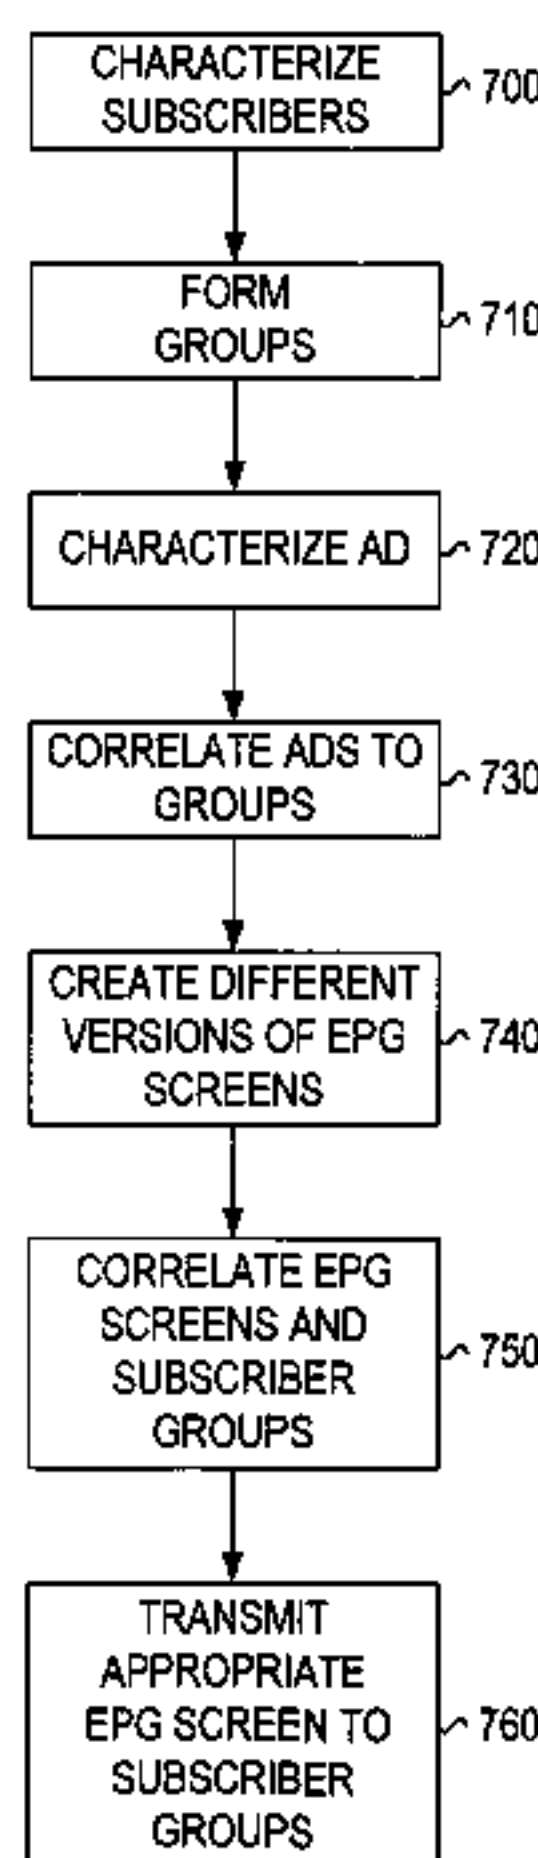 CHARACTERIZE
SUBSCRIBERS
700
FORM
GROUPS
710
CHARACTERIZE AD
720
CORRELATE ADS TO
GROUPS
730
CREATE DIFFERENT
VERSIONS OF EPG
SCREENS
740
CORRELATE EPG
SCREENS AND
SUBSCRIBER
GROUPS
750
TRANSMIT
APPROPRIATE
EPG SCREEN TO
SUBSCRIBER
GROUPS
760